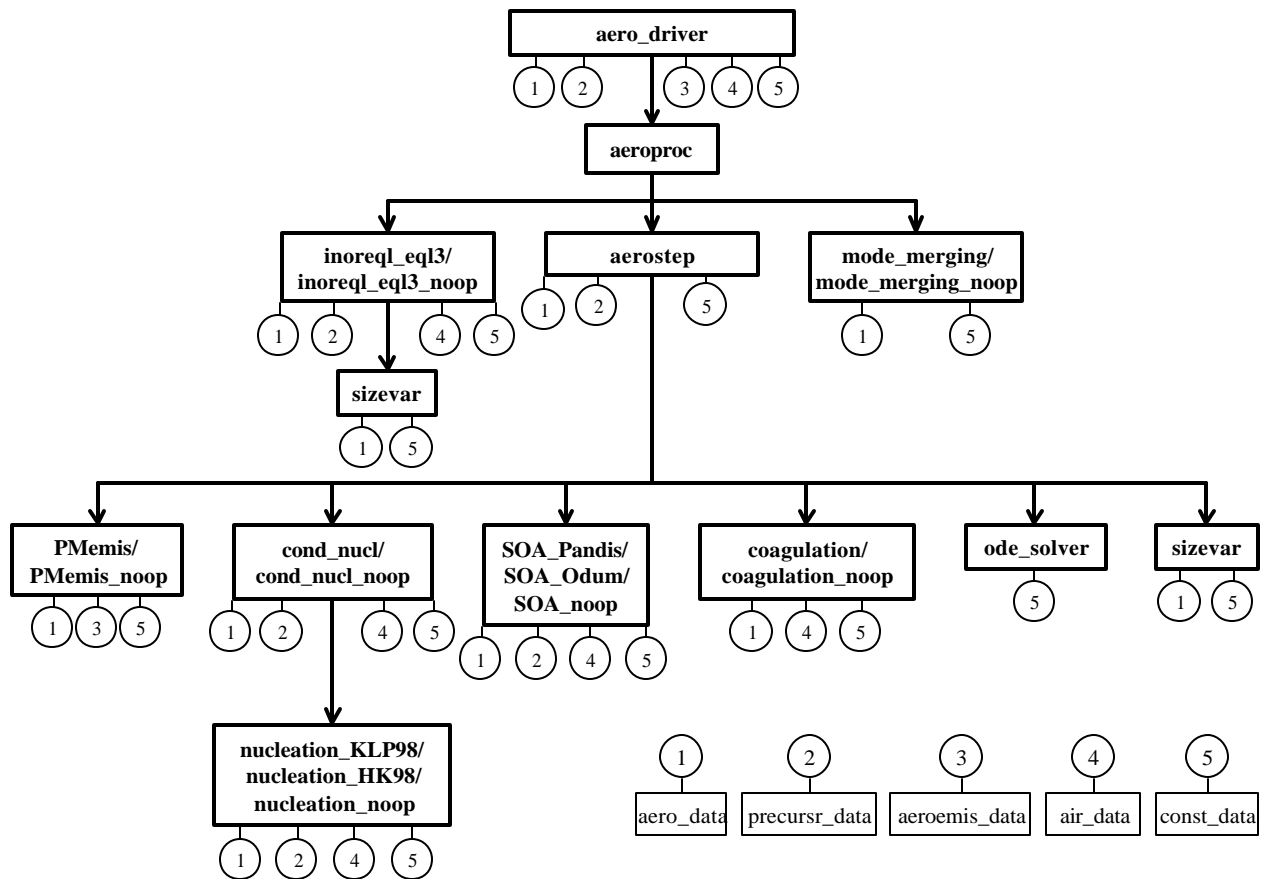 aero_driver
1 2 3 4 5
aeroproc
inoreql_eql3/
inoreql_eql3_noop
1 2 4 5
aerostep
1 2 5
mode_merging/
mode_merging_noop
1 5
sizevar
1 5
PMemis/
PMemis_noop
1 3 5
cond_nucl/
cond_nucl_noop
1 2 4 5
SOA_Pandis/
SOA_Odum/
SOA_noop
1 2 4 5
coagulation/
coagulation_noop
1 4 5
ode_solver
5
sizevar
1 5
nucleation_KLP98/
nucleation_HK98/
nucleation_noop
1 2 4 5
1 2 3 4 5
aero_data precursr_data aeroemis_data air_data const_data